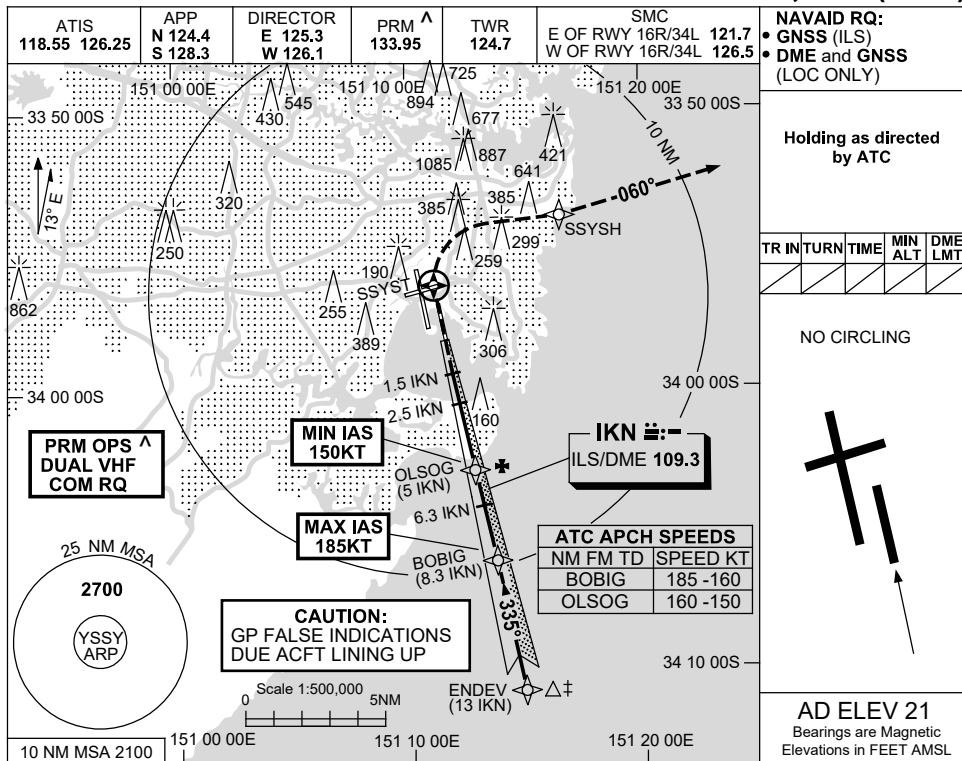 ATIS
118.55 126.25
APP
N 124.4
S 128.3
DIRECTOR
E 125.3
W 126.1
PRM ^
133.95
TWR
124.7
SMC
E OF RWY 16R/34L 121.7
W OF RWY 16R/34L 126.5
NAVAID RQ:
• GNSS (ILS)
• DME and GNSS
(LOC ONLY)
Holding as directed
by ATC
TR IN TURN TIME MIN ALT DME LMT
NO CIRCLING
AD ELEV 21
Bearings are Magnetic
Elevations in FEET AMSL
151 00 00E
151 10 00E
151 20 00E
33 50 00S
33 50 00S
545
430
894
725
677
1085
887
421
641
10 NM
13° E
320
250
385
385
299
259
060°
SSYSH
862
190
SSYST
255
389
306
34 00 00S
34 00 00S
1.5 IKN
2.5 IKN
160
MIN IAS
150KT
OLSOG
(5 IKN)
IKN
ILS/DME 109.3
PRM OPS ^
DUAL VHF
COM RQ
6.3 IKN
MAX IAS
185KT
BOBIG
(8.3 IKN)
ATC APCH SPEEDS
NM FM TD SPEED KT
BOBIG 185 -160
OLSOG 160 -150
25 NM MSA
2700
YSSY
ARP
CAUTION:
GP FALSE INDICATIONS
DUE ACFT LINING UP
335°
34 10 00S
ENDEV
(13 IKN)
‡
Scale 1:500,000
0 5NM
10 NM MSA 2100
151 00 00E
151 10 00E
151 20 00E